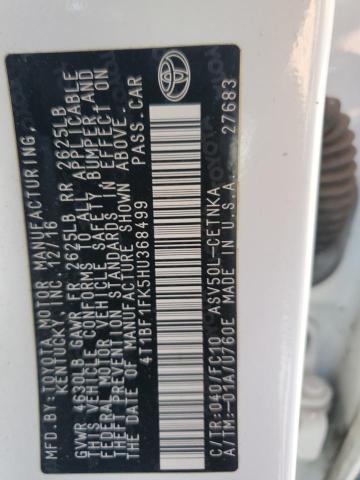 MFD.BY:TOYOTA MOTOR MANUFACTURING,
KENTUCKY, INC. 12/16
GVWR 4630LB GAWR FR 2625LB RR 2625LB
THIS VEHICLE CONFORMS TO ALL APPLICABLE
FEDERAL MOTOR VEHICLE SAFETY, BUMPER, AND
THEFT PREVENTION STANDARDS IN EFFECT ON
THE DATE OF MANUFACTURE SHOWN ABOVE.
4T1BF1FK5HU368499 PASS.CAR
C/TR:040/FC10 ASV50L-CETNKA
A/TM:-01A/U760E MADE IN U.S.A. 27683